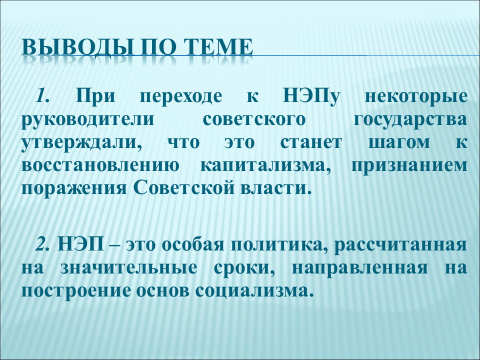 ВЫВОДЫ ПО ТЕМЕ
1. При переходе к НЭПу некоторые
руководители советского государства
утверждали, что это станет шагом к
восстановлению капитализма, признанием
поражения Советской власти.
2. НЭП – это особая политика, рассчитанная
на значительные сроки, направленная на
построение основ социализма.